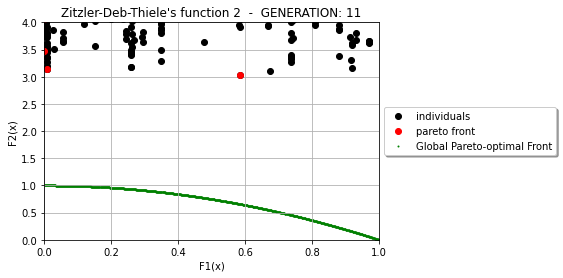 Zitzler-Deb-Thiele's function 2 - GENERATION: 11
4.0
3.5
3.0
2.5
2.0
1.5
1.0
0.5
0.0
F2(x)
0.0 0.2 0.4 0.6 0.8 1.0
F1(x)
individuals
pareto front
Global Pareto-optimal Front